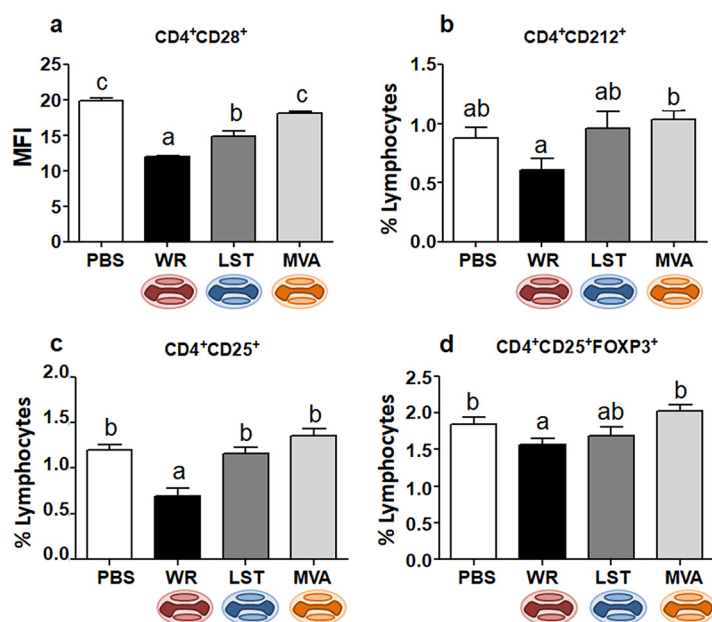 a
CD4⁺CD28⁺
MFI
25
20
15
10
5
0
c
a
b
c
PBS WR LST MVA
b
CD4⁺CD212⁺
% Lymphocytes
1.5
1.0
0.5
0.0
ab
a
ab
b
PBS WR LST MVA
c
CD4⁺CD25⁺
% Lymphocytes
2.0
1.5
1.0
0.5
0.0
b
a
b
b
PBS WR LST MVA
d
CD4⁺CD25⁺FOXP3⁺
% Lymphocytes
2.5
2.0
1.5
1.0
0.5
0.0
b
a
ab
b
PBS WR LST MVA